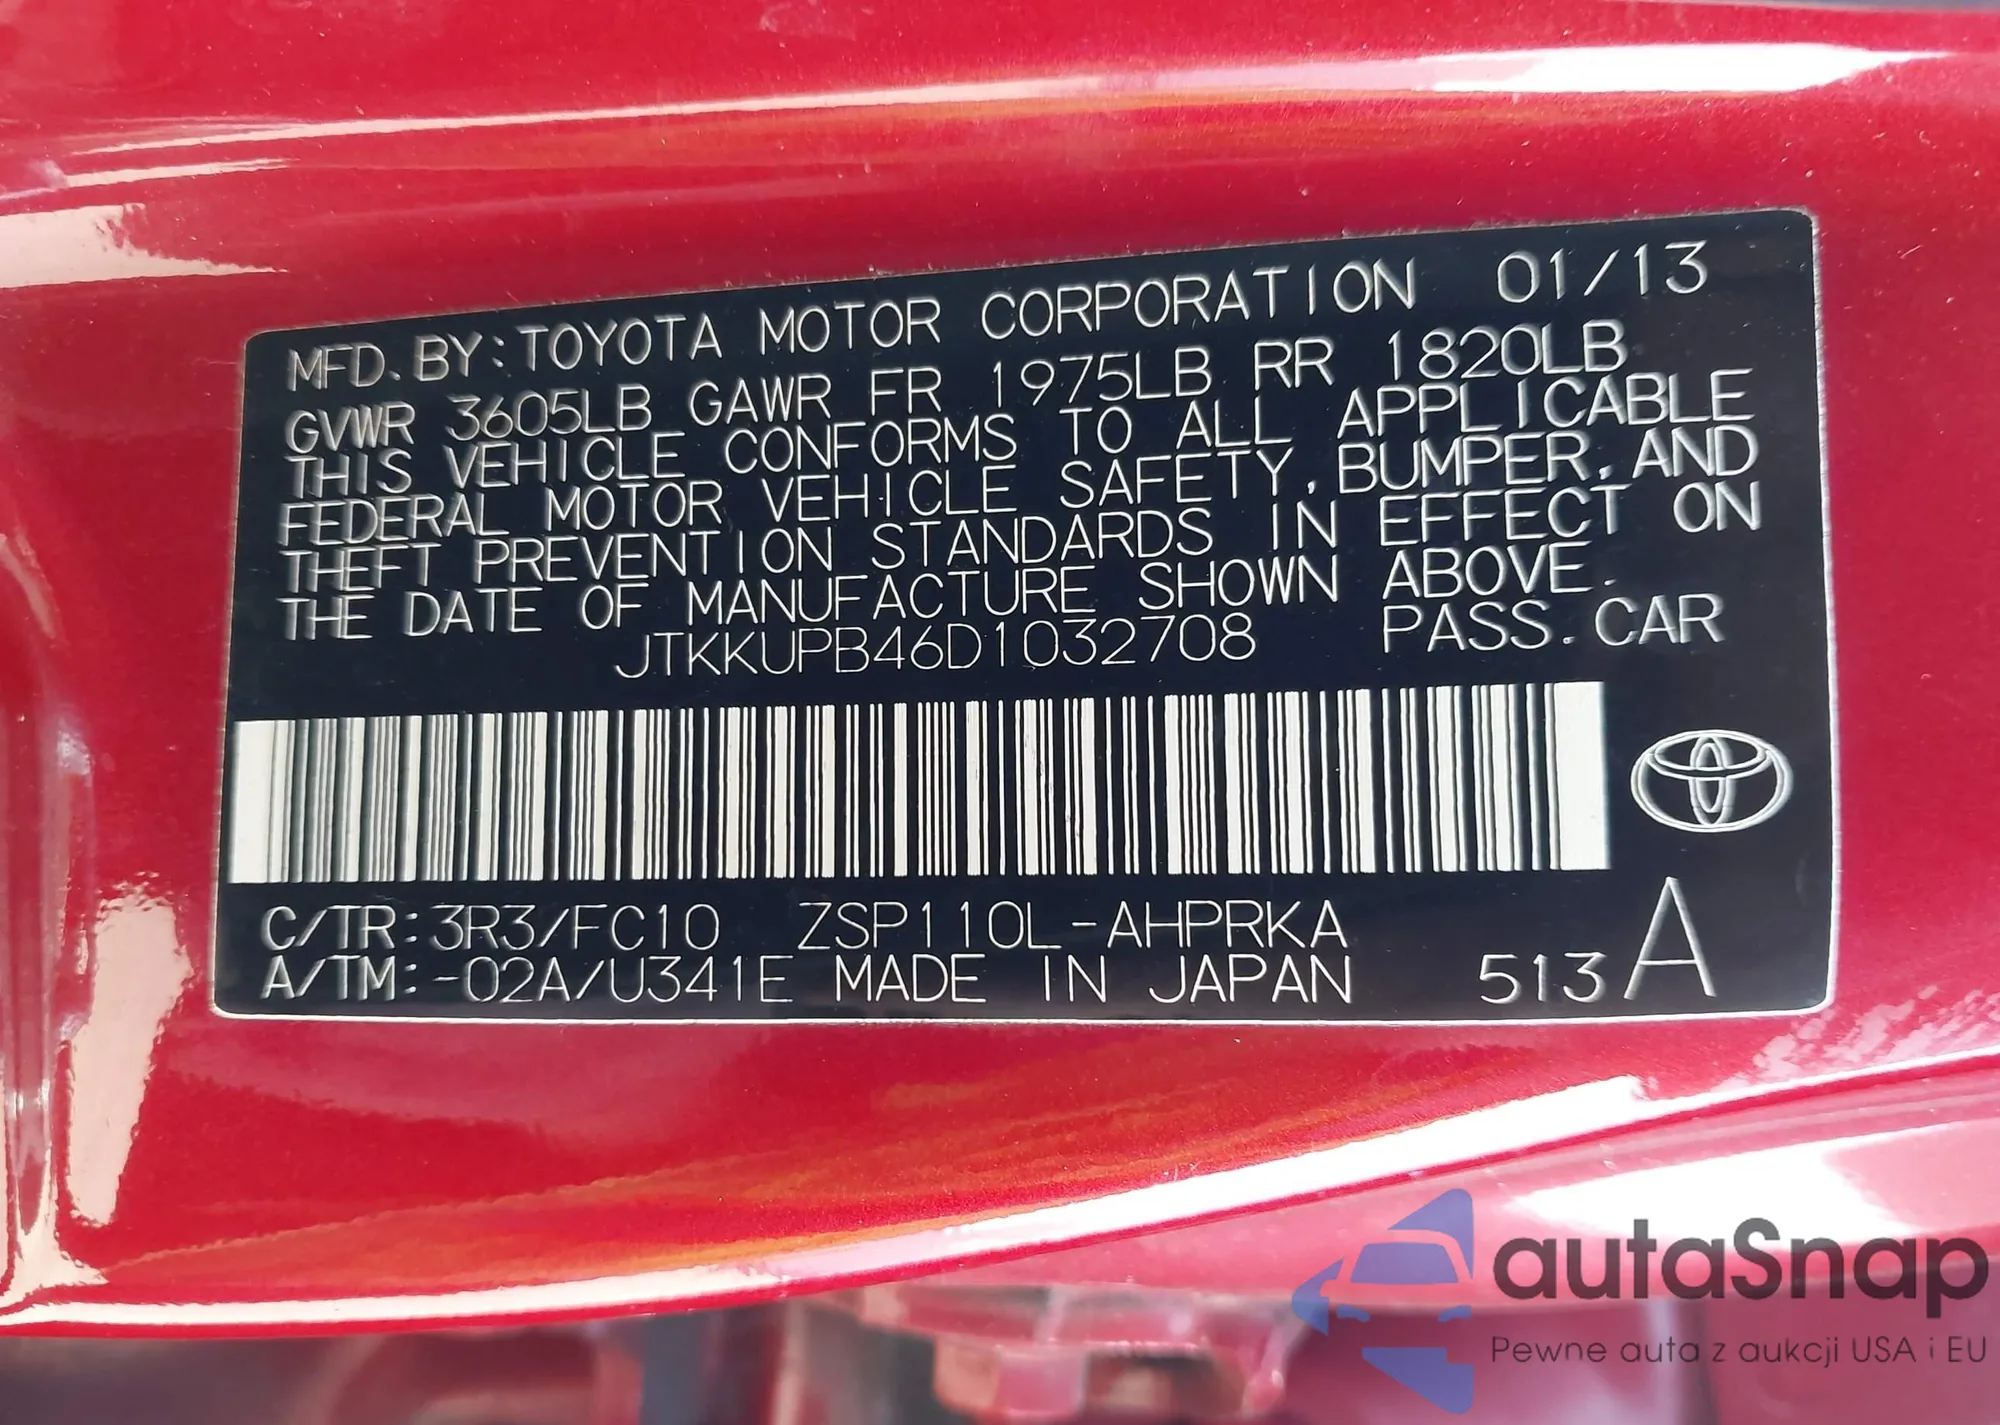 MFD. BY: TOYOTA MOTOR CORPORATION 01/13
GVWR 3605LB GAWR FR 1975LB RR 1820LB
THIS VEHICLE CONFORMS TO ALL APPLICABLE
FEDERAL MOTOR VEHICLE SAFETY, BUMPER, AND
THEFT PREVENTION STANDARDS IN EFFECT ON
THE DATE OF MANUFACTURE SHOWN ABOVE.
JTKKUPB46D1032708 PASS. CAR
C/TR: 3R3/FC10 ZSP110L-AHPRKA
A/TM: -02A/U341E MADE IN JAPAN 513 A
autaSnap
Pewne auta z aukcji USA i EU